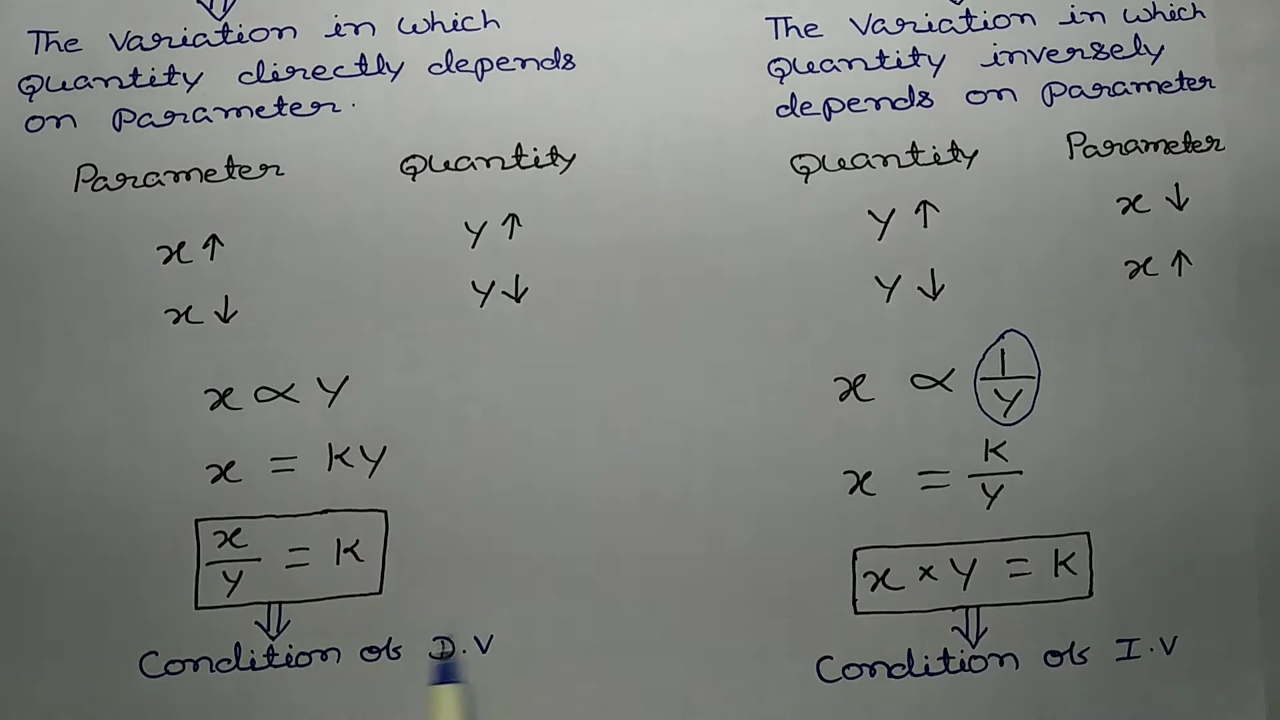 The Variation in which
Quantity directly depends
on Parameter.
Parameter Quantity
x ↑ y ↑
x ↓ y ↓
x ∝ y
x = Ky
x/y = K
⇓
Condition of D.V
The Variation in which
Quantity inversely
depends on Parameter
Quantity Parameter
y ↑ x ↓
y ↓ x ↑
x ∝ 1/y
x = K/y
x × y = K
⇓
Condition of I.V